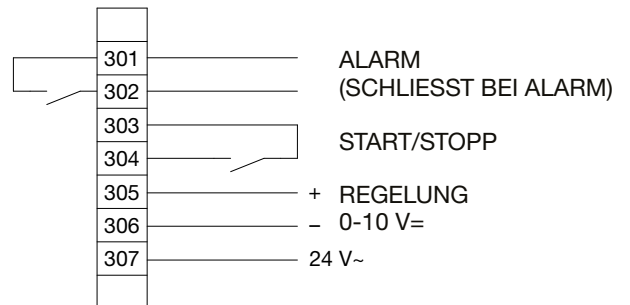 301
ALARM
302
(SCHLIESST BEI ALARM)
303
START/STOPP
304
305
+ REGELUNG
306
– 0-10 V=
307
24 V~